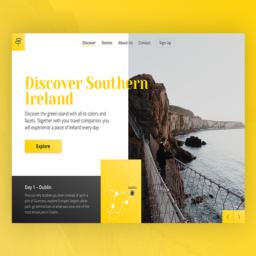 Discover Stories About Us Contact Sign Up
Discover Southern
Ireland
Discover the green island with all its colors and
facets. Together with your travel companion, you
will experience a piece of Ireland every day.
Explore
Day 1 - Dublin
Dublin